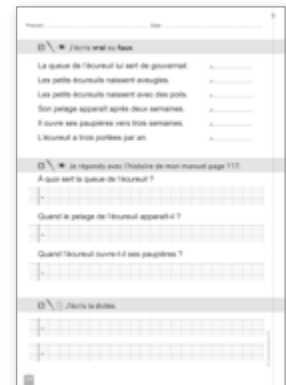 Prénom : Date :
J'écris vrai ou faux.
La queue de l'écureuil lui sert de gouvernail.
Les petits écureuils naissent aveugles.
Les petits écureuils naissent avec des poils.
Son pelage apparaît après deux semaines.
Il ouvre ses paupières vers trois semaines.
L'écureuil a trois portées par an.
Je réponds avec l'histoire de mon manuel page 117.
À quoi sert la queue de l'écureuil ?
Quand le pelage de l'écureuil apparaît-il ?
Quand l'écureuil ouvre-t-il ses paupières ?
J'écris la dictée.